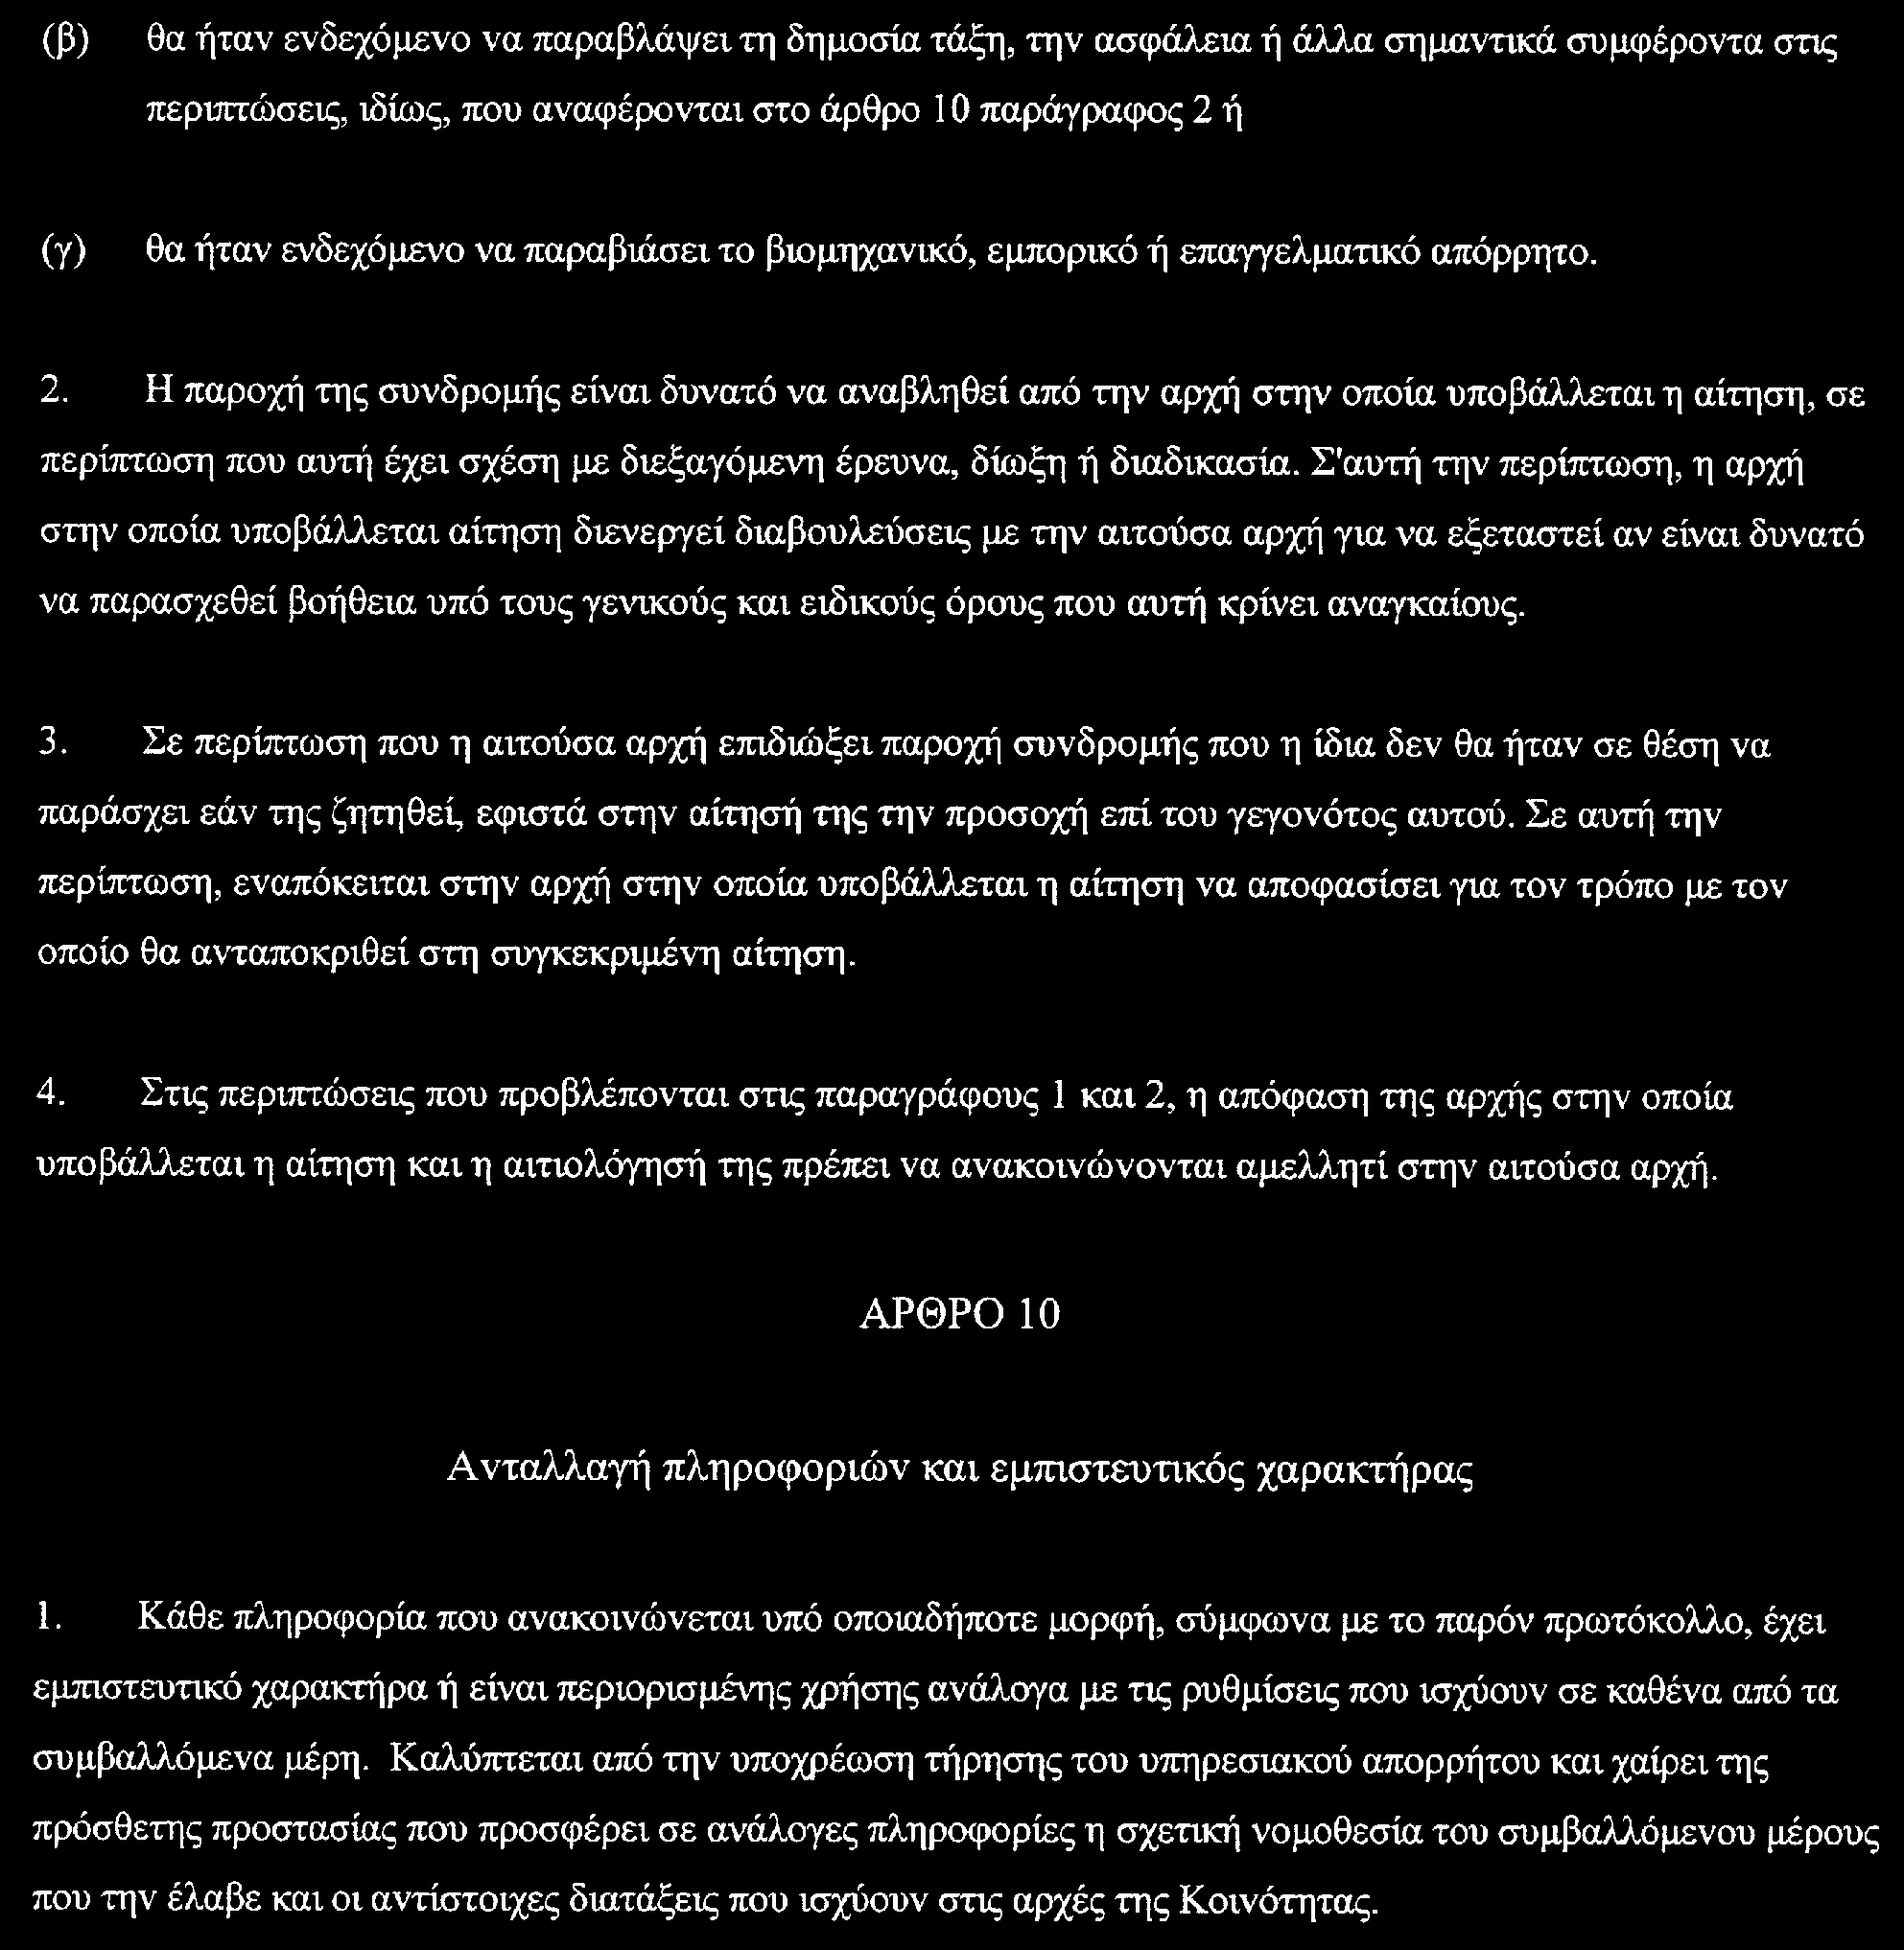 (β) θα ήταν ενδεχόμενο να παραβλάψει τη δημοσία τάξη, την ασφάλεια ή άλλα σημαντικά συμφέροντα στις
περιπτώσεις, ιδίως, που αναφέρονται στο άρθρο 10 παράγραφος 2 ή
(γ) θα ήταν ενδεχόμενο να παραβιάσει το βιομηχανικό, εμπορικό ή επαγγελματικό απόρρητο.
2. Η παροχή της συνδρομής είναι δυνατό να αναβληθεί από την αρχή στην οποία υποβάλλεται η αίτηση, σε
περίπτωση που αυτή έχει σχέση με διεξαγόμενη έρευνα, δίωξη ή διαδικασία. Σ'αυτή την περίπτωση, η αρχή
στην οποία υποβάλλεται αίτηση διενεργεί διαβουλεύσεις με την αιτούσα αρχή για να εξεταστεί αν είναι δυνατό
να παρασχεθεί βοήθεια υπό τους γενικούς και ειδικούς όρους που αυτή κρίνει αναγκαίους.
3. Σε περίπτωση που η αιτούσα αρχή επιδιώξει παροχή συνδρομής που η ίδια δεν θα ήταν σε θέση να
παράσχει εάν της ζητηθεί, εφιστά στην αίτησή της την προσοχή επί του γεγονότος αυτού. Σε αυτή την
περίπτωση, εναπόκειται στην αρχή στην οποία υποβάλλεται η αίτηση να αποφασίσει για τον τρόπο με τον
οποίο θα ανταποκριθεί στη συγκεκριμένη αίτηση.
4. Στις περιπτώσεις που προβλέπονται στις παραγράφους 1 και 2, η απόφαση της αρχής στην οποία
υποβάλλεται η αίτηση και η αιτιολόγησή της πρέπει να ανακοινώνονται αμελλητί στην αιτούσα αρχή.
ΑΡΘΡΟ 10
Ανταλλαγή πληροφοριών και εμπιστευτικός χαρακτήρας
1. Κάθε πληροφορία που ανακοινώνεται υπό οποιαδήποτε μορφή, σύμφωνα με το παρόν πρωτόκολλο, έχει
εμπιστευτικό χαρακτήρα ή είναι περιορισμένης χρήσης ανάλογα με τις ρυθμίσεις που ισχύουν σε καθένα από τα
συμβαλλόμενα μέρη. Καλύπτεται από την υποχρέωση τήρησης του υπηρεσιακού απορρήτου και χαίρει της
πρόσθετης προστασίας που προσφέρει σε ανάλογες πληροφορίες η σχετική νομοθεσία του συμβαλλόμενου μέρους
που την έλαβε και οι αντίστοιχες διατάξεις που ισχύουν στις αρχές της Κοινότητας.